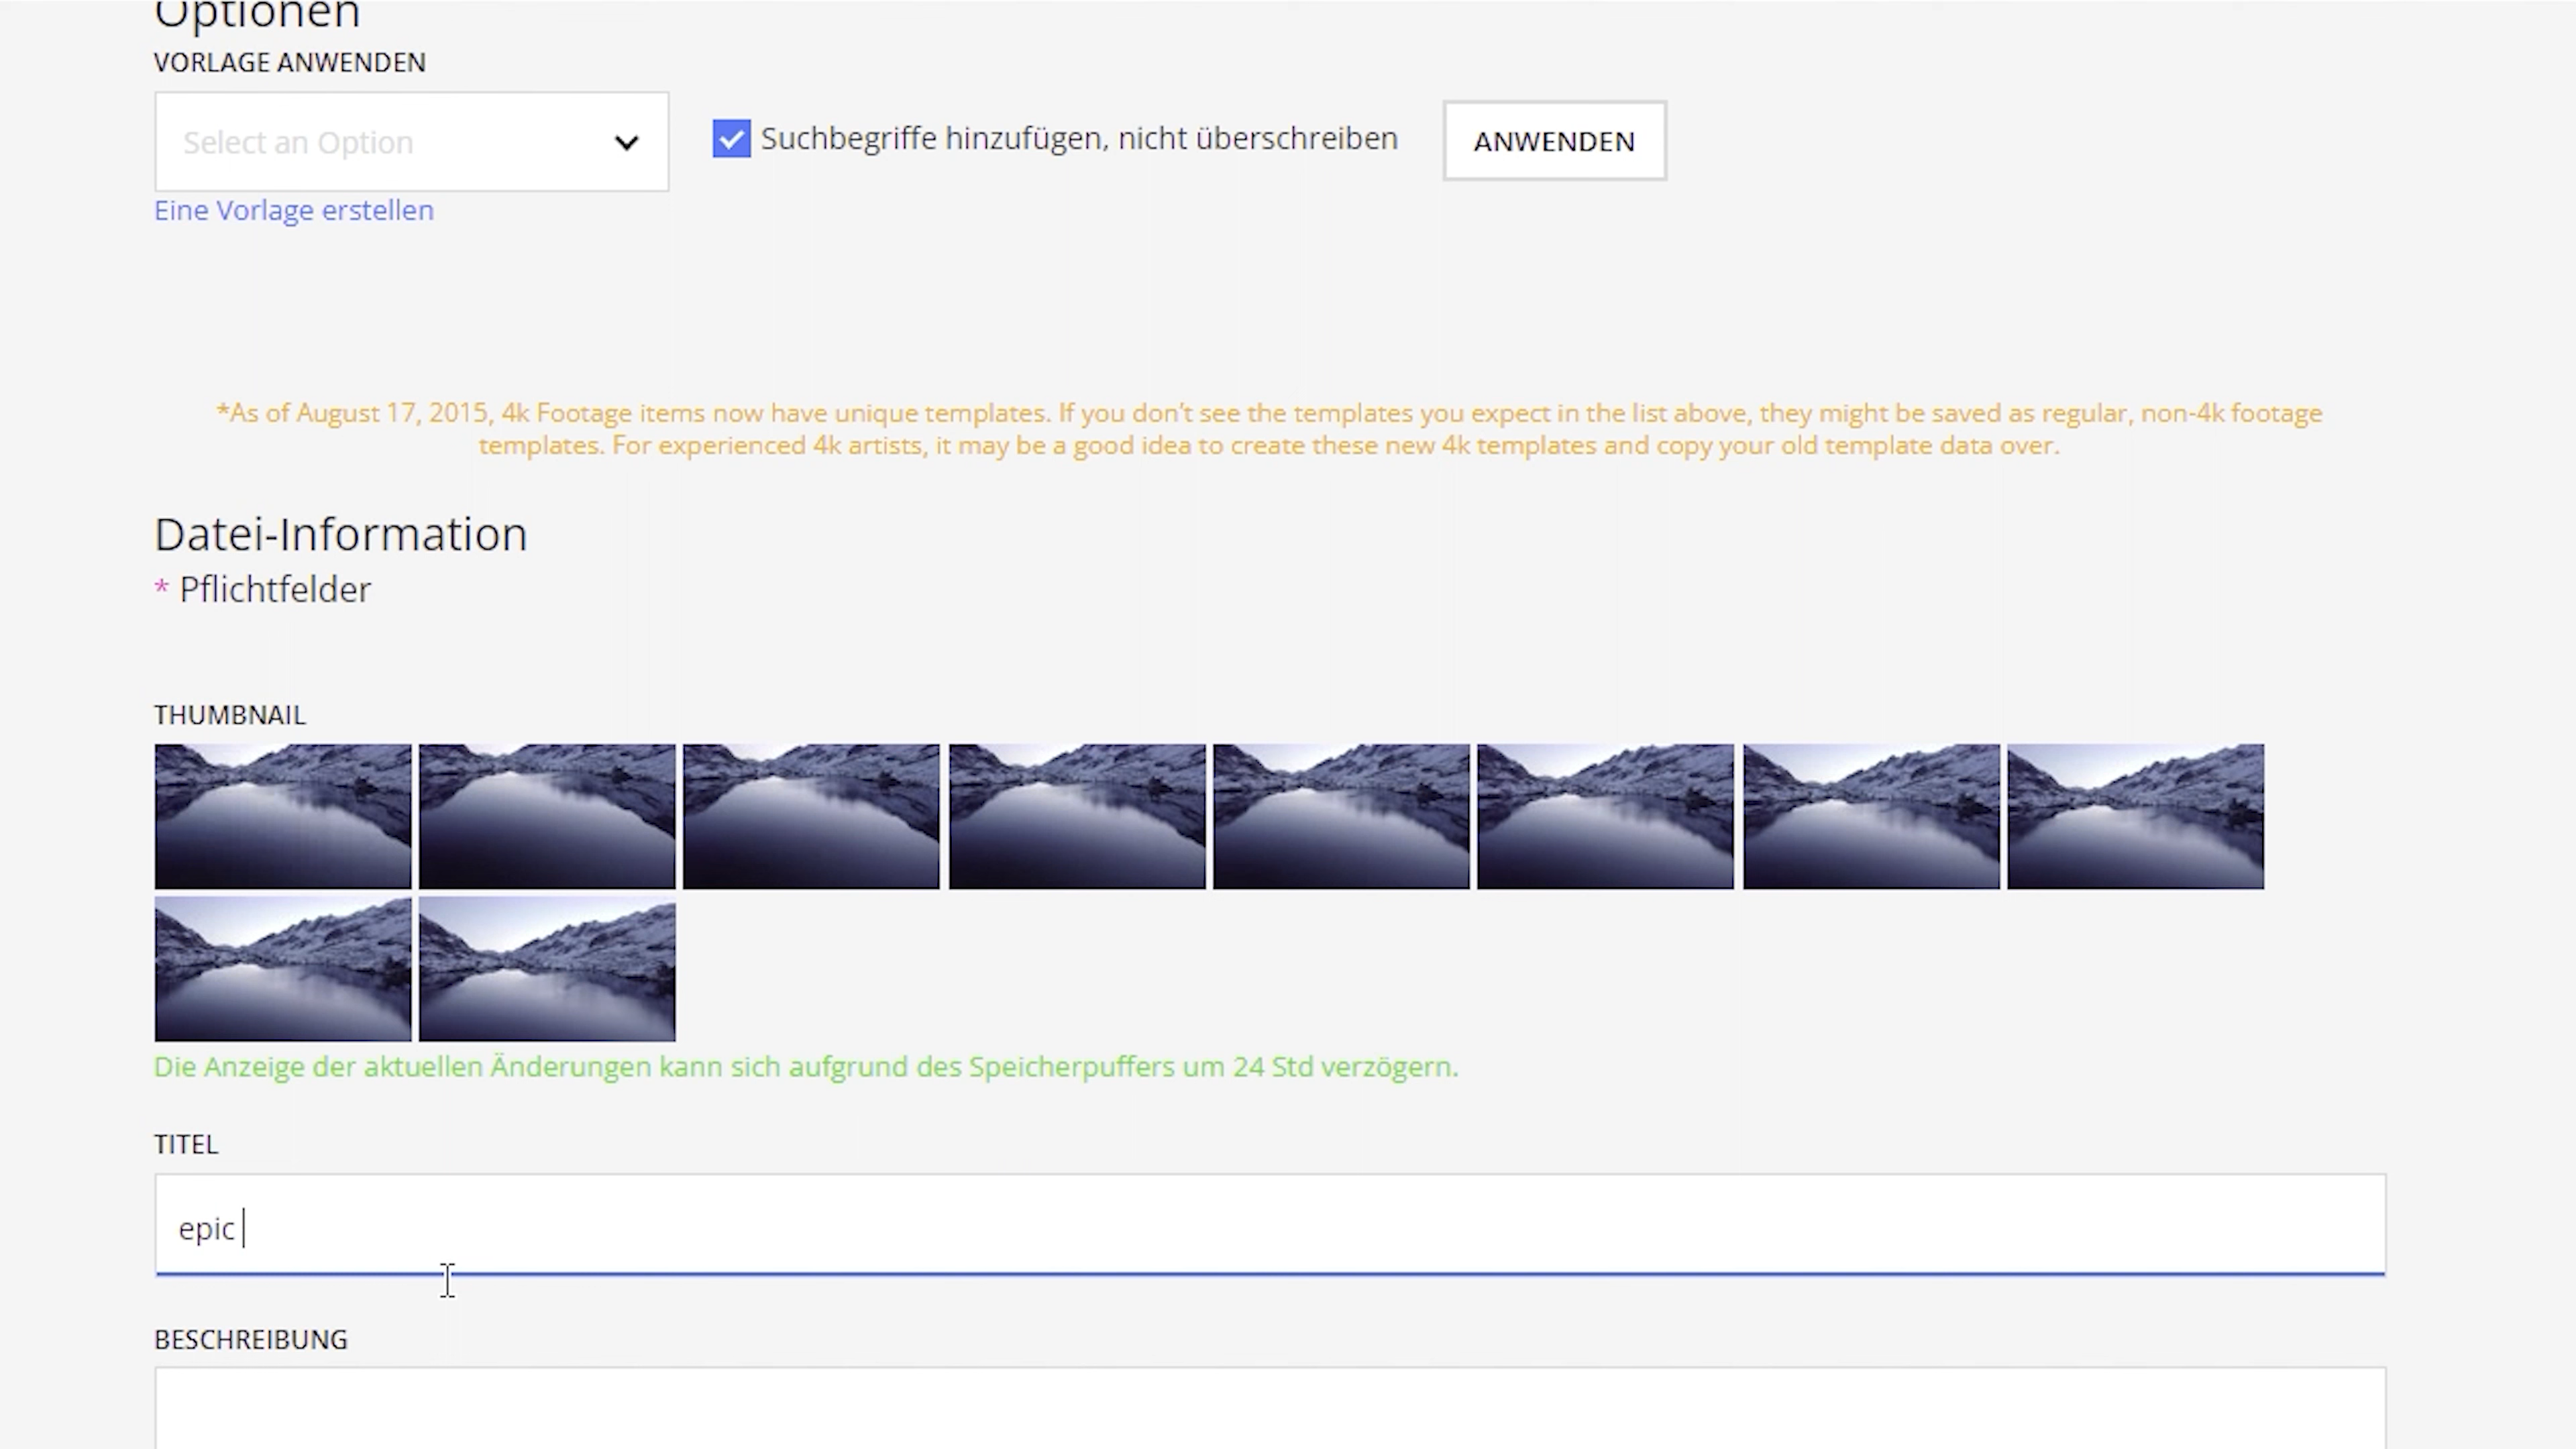 Optionen
VORLAGE ANWENDEN
Select an Option
Suchbegriffe hinzufügen, nicht überschreiben
ANWENDEN
Eine Vorlage erstellen
*As of August 17, 2015, 4k Footage items now have unique templates. If you don't see the templates you expect in the list above, they might be saved as regular, non-4k footage
templates. For experienced 4k artists, it may be a good idea to create these new 4k templates and copy your old template data over.
Datei-Information
* Pflichtfelder
THUMBNAIL
Die Anzeige der aktuellen Änderungen kann sich aufgrund des Speicherpuffers um 24 Std verzögern.
TITEL
epic
BESCHREIBUNG